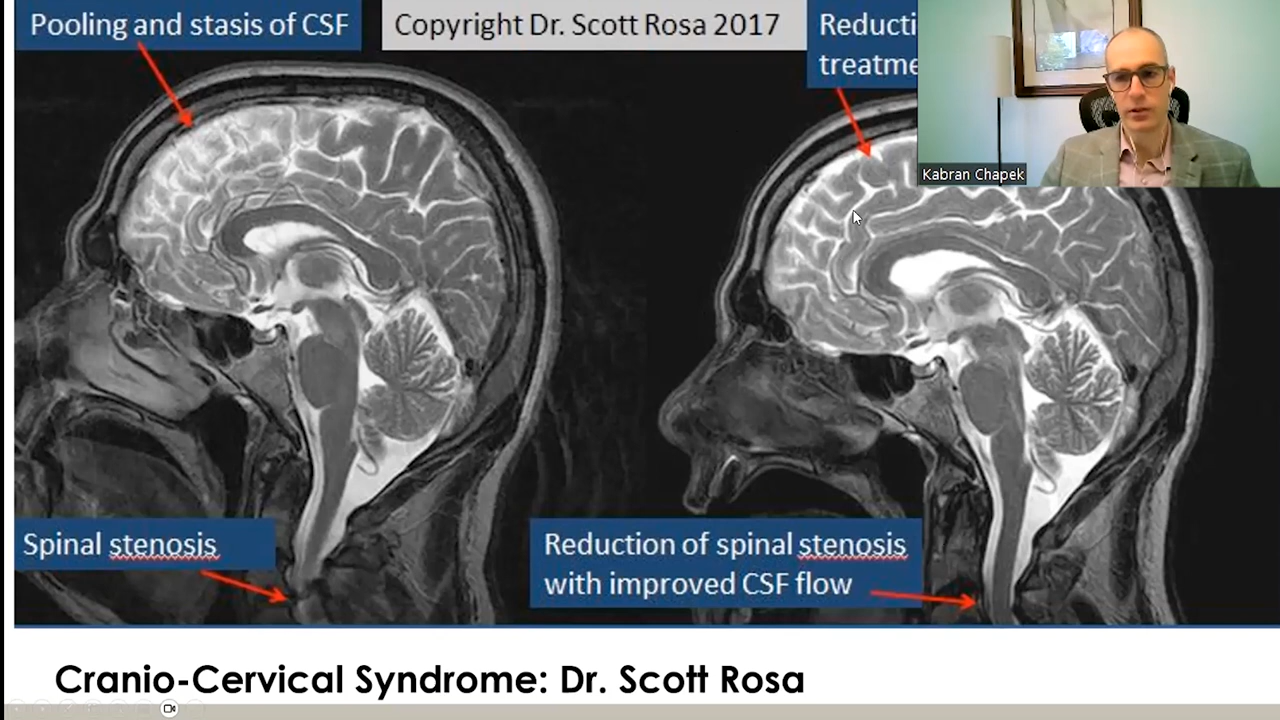 Pooling and stasis of CSF
Copyright Dr. Scott Rosa 2017
Reducti
treatme
Kabran Chapek
Spinal stenosis
Reduction of spinal stenosis
with improved CSF flow
Cranio-Cervical Syndrome: Dr. Scott Rosa